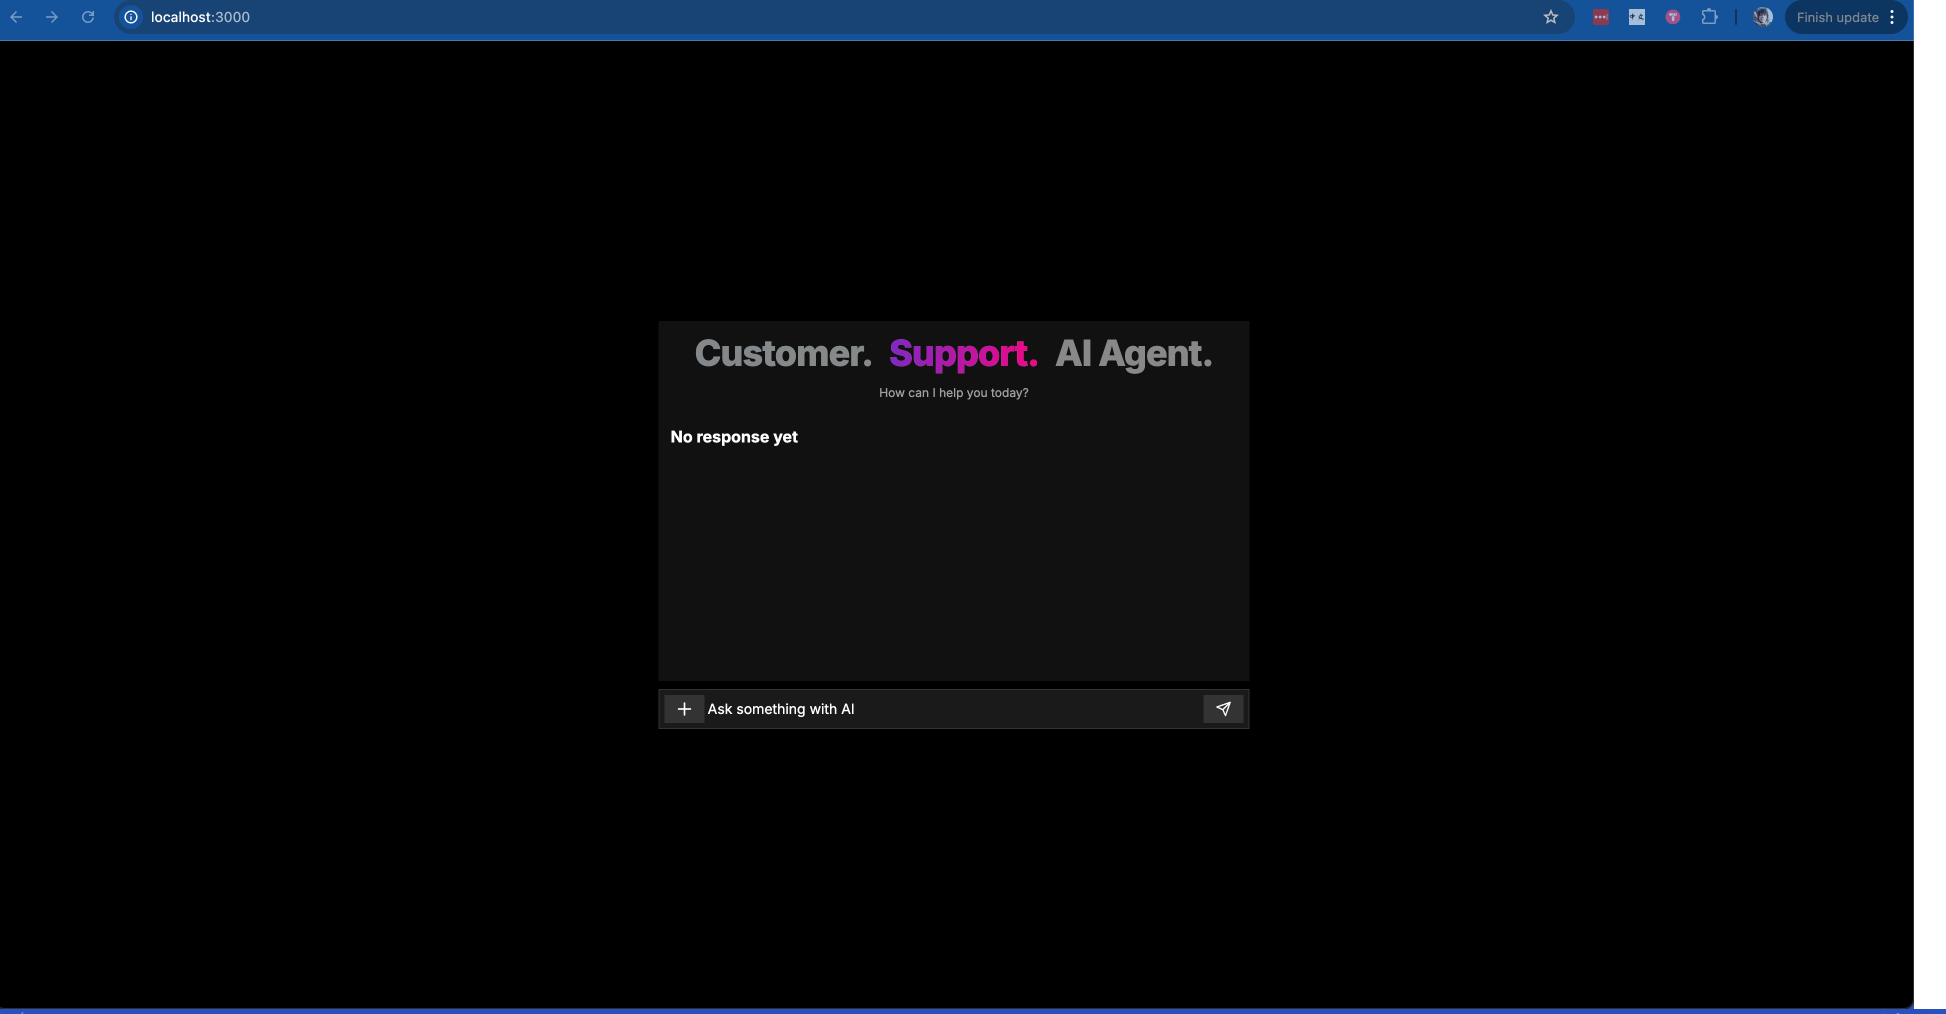 localhost:3000
Finish update
Customer. Support. AI Agent.
How can I help you today?
No response yet
Ask something with AI